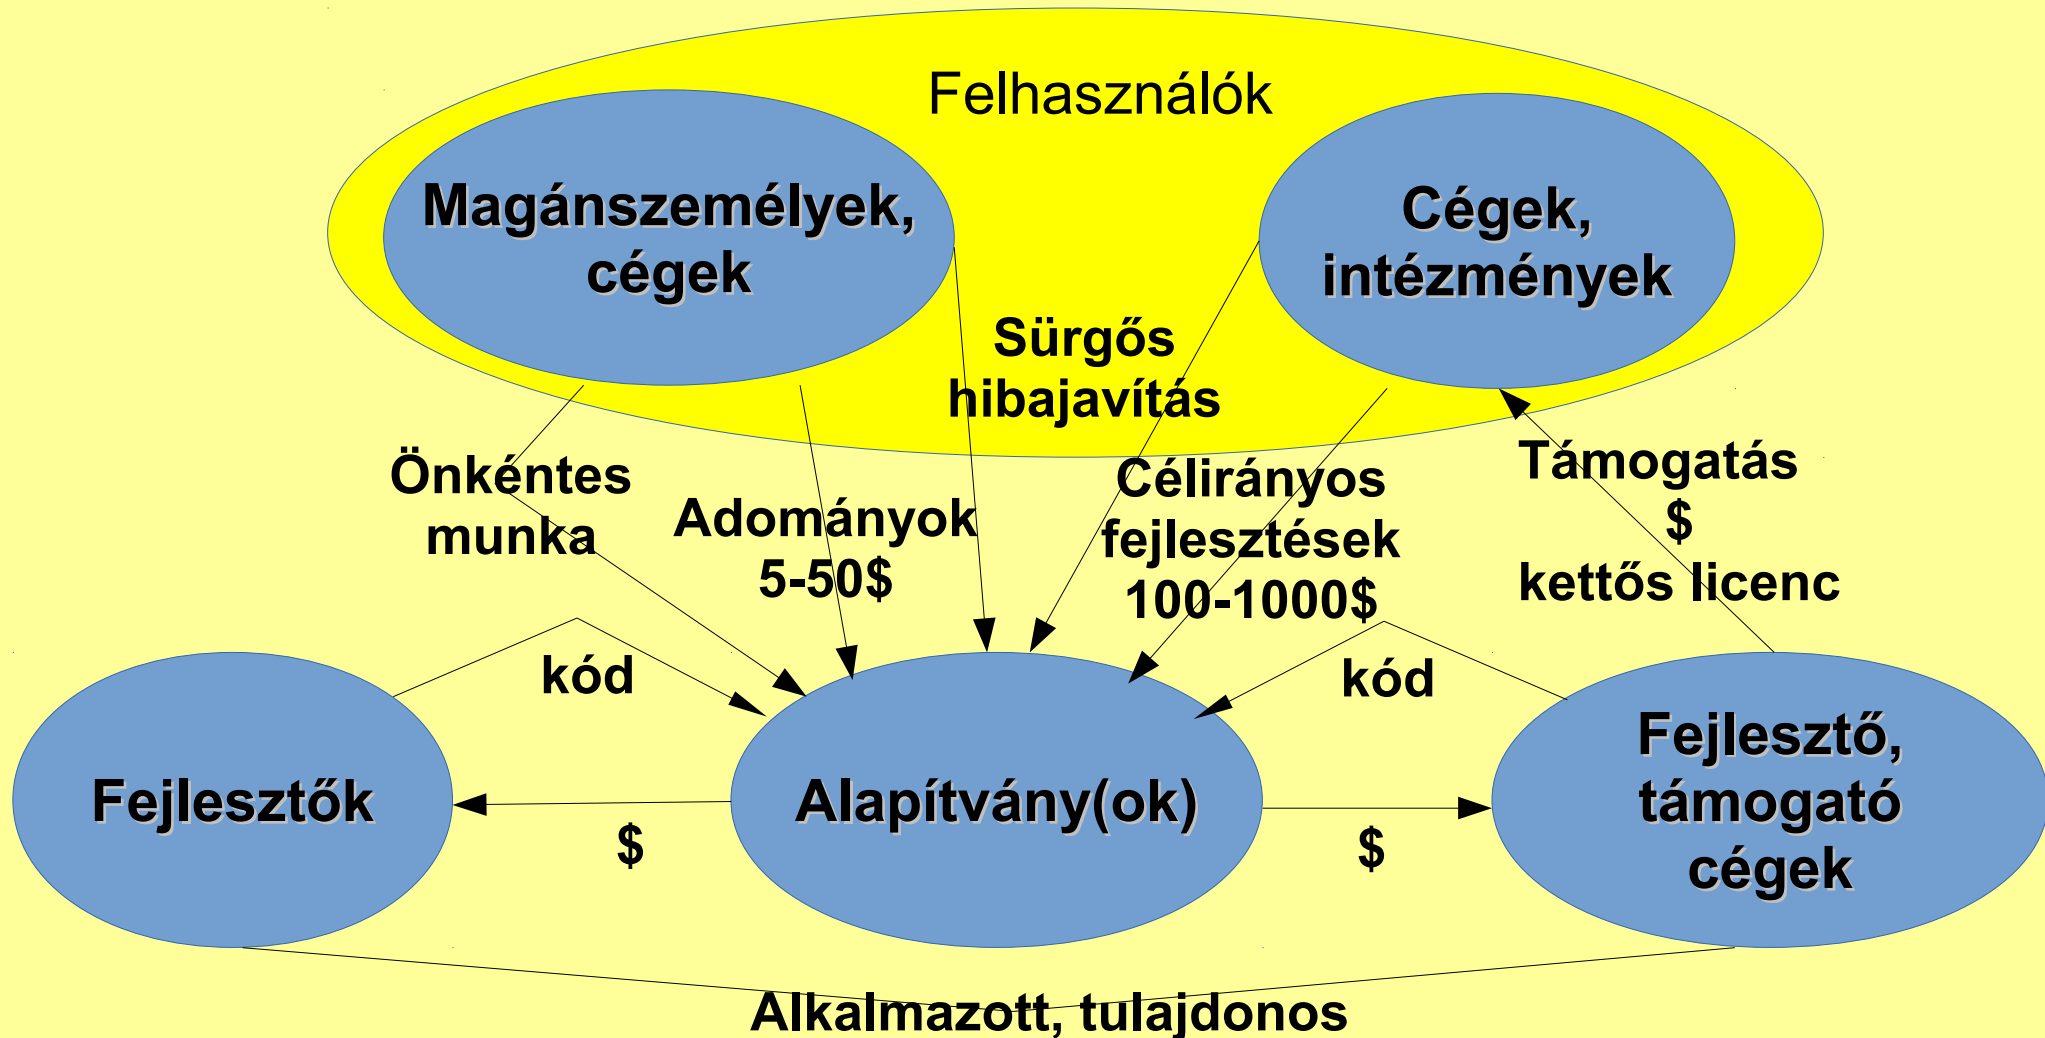 Felhasználók
Magánszemélyek,
cégek
Cégek,
intézmények
Sürgős
hibajavítás
Önkéntes
munka
Adományok
5-50$
Célirányos
fejlesztések
100-1000$
Támogatás
$
kettős licenc
kód
kód
Fejlesztők
$
Alapítvány(ok)
$
Fejlesztő,
támogató
cégek
Alkalmazott, tulajdonos